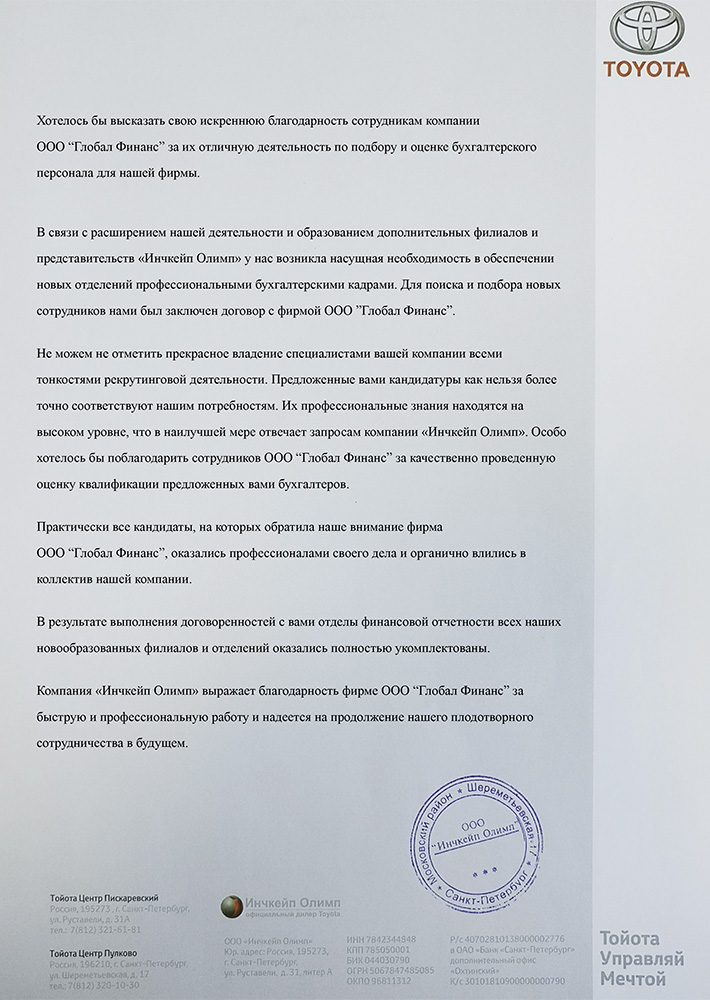 TOYOTA
Хотелось бы высказать свою искреннюю благодарность сотрудникам компании
ООО “Глобал Финанс” за их отличную деятельность по подбору и оценке бухгалтерского
персонала для нашей фирмы.
В связи с расширением нашей деятельности и образованием дополнительных филиалов и
представительств «Инчкейп Олимп» у нас возникла насущная необходимость в обеспечении
новых отделений профессиональными бухгалтерскими кадрами. Для поиска и подбора новых
сотрудников нами был заключен договор с фирмой ООО ”Глобал Финанс”.
Не можем не отметить прекрасное владение специалистами вашей компании всеми
тонкостями рекрутинговой деятельности. Предложенные вами кандидатуры как нельзя более
точно соответствуют нашим потребностям. Их профессиональные знания находятся на
высоком уровне, что в наилучшей мере отвечает запросам компании «Инчкейп Олимп». Особо
хотелось бы поблагодарить сотрудников ООО “Глобал Финанс” за качественно проведенную
оценку квалификации предложенных вами бухгалтеров.
Практически все кандидаты, на которых обратила наше внимание фирма
ООО “Глобал Финанс”, оказались профессионалами своего дела и органично влились в
коллектив нашей компании.
В результате выполнения договоренностей с вами отделы финансовой отчетности всех наших
новообразованных филиалов и отделений оказались полностью укомплектованы.
Компания «Инчкейп Олимп» выражает благодарность фирме ООО “Глобал Финанс” за
быструю и профессиональную работу и надеется на продолжение нашего плодотворного
сотрудничества в будущем.
Московский район * Шереметьевская-17 * Санкт-Петербург *
ООО
“Инчкейп Олимп”
* * *
Тойота Центр Пискаревский
Россия, 195273, г. Санкт-Петербург,
ул. Руставели, д. 31А
тел.: 7(812) 321-61-81
Тойота Центр Пулково
Россия, 196210, г. Санкт-Петербург,
ул. Шереметьевская, д. 17
тел.: 7(812) 320-10-30
Инчкейп Олимп
официальный дилер Toyota
ООО «Инчкейп Олимп»
Юр. адрес: Россия, 195273,
г. Санкт-Петербург,
ул. Руставели, д. 31, литер А
ИНН 7842344848
КПП 785050001
БИК 044030790
ОГРН 5067847485085
ОКПО 96811312
Р/с 40702810138000002776
в ОАО «Банк «Санкт-Петербург»
дополнительный офис
«Охтинский»
К/с 30101810900000000790
Тойота
Управляй
Мечтой